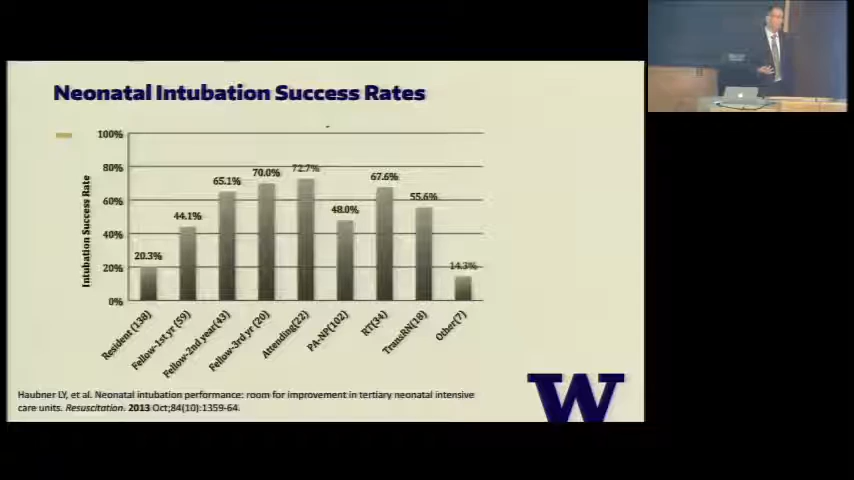 Neonatal Intubation Success Rates
Intubation Success Rate
100%
80%
60%
40%
20%
0%
20.3%
44.1%
65.1%
70.0%
72.7%
48.0%
67.6%
55.6%
14.3%
Resident (138)
Fellow-1st yr (59)
Fellow-2nd year(43)
Fellow-3rd yr (20)
Attending(22)
PA-NP(102)
RT(34)
TransRN(18)
Other(7)
Haubner LY, et al. Neonatal intubation performance: room for improvement in tertiary neonatal intensive
care units. Resuscitation. 2013 Oct;84(10):1359-64.
W